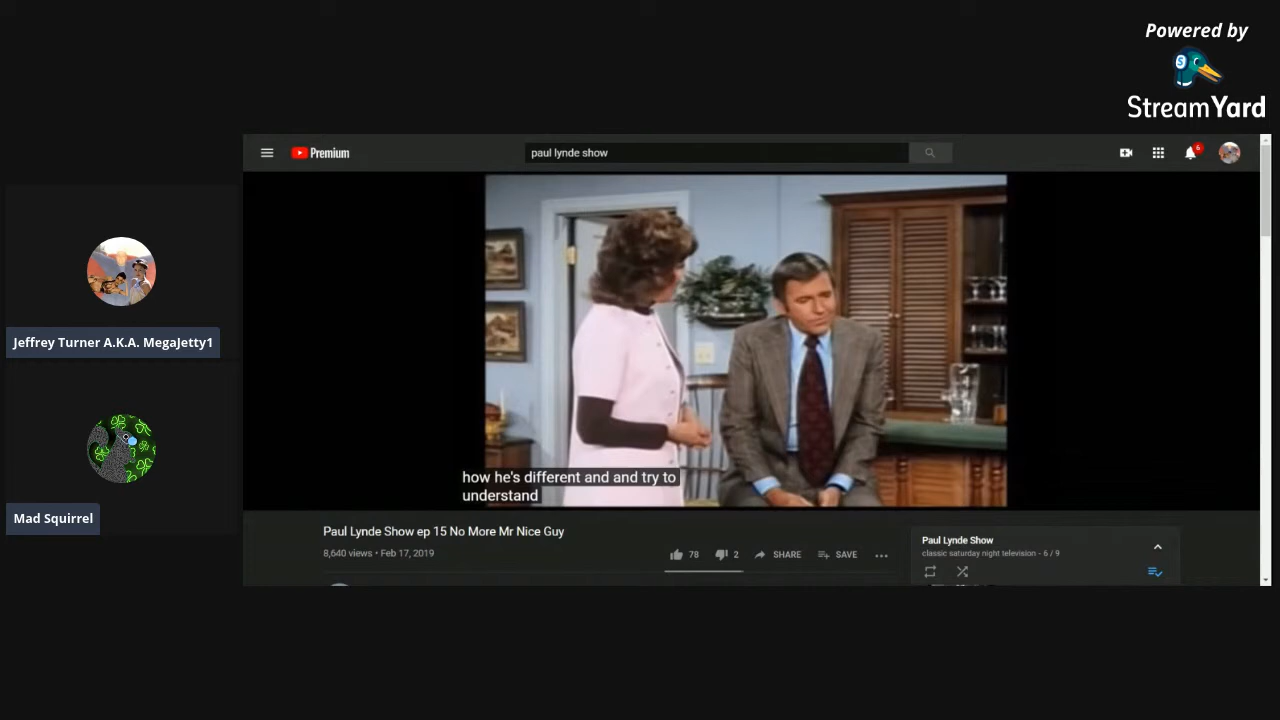 Powered by
StreamYard
Premium
paul lynde show
6
Jeffrey Turner A.K.A. MegaJetty1
Mad Squirrel
how he's different and and try to
understand
Paul Lynde Show ep 15 No More Mr Nice Guy
8,640 views • Feb 17, 2019
78
2
SHARE
SAVE
Paul Lynde Show
classic saturday night television - 6 / 9